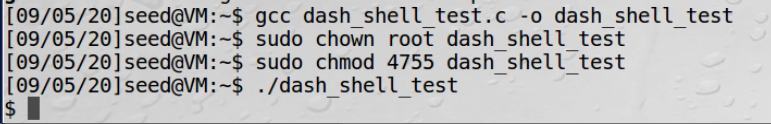 [09/05/20]seed@VM:~$ gcc dash_shell_test.c -o dash_shell_test
[09/05/20]seed@VM:~$ sudo chown root dash_shell_test
[09/05/20]seed@VM:~$ sudo chmod 4755 dash_shell_test
[09/05/20]seed@VM:~$ ./dash_shell_test
$